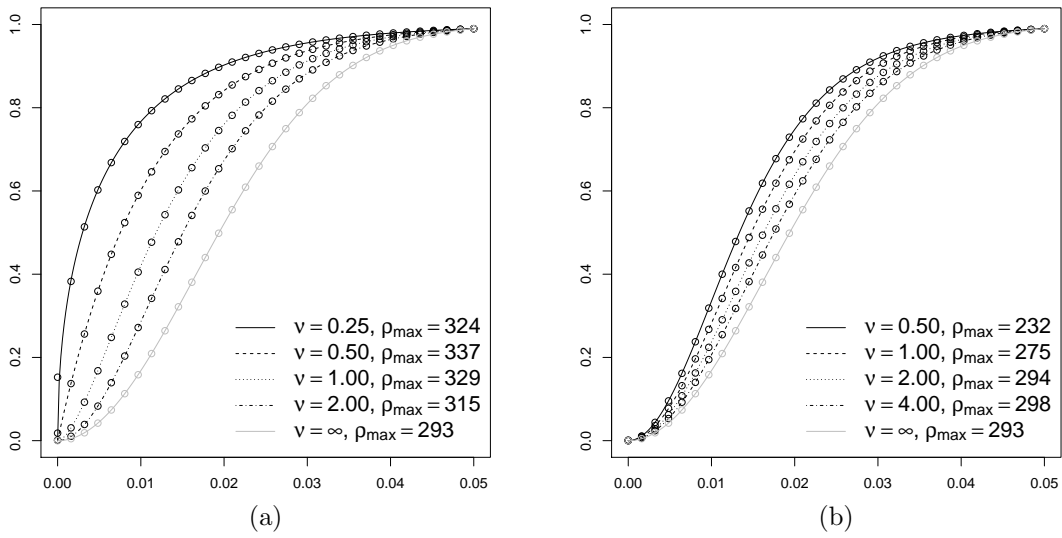 1.0
0.8
0.6
0.4
0.2
0.0
ν = 0.25, ρmax = 324
ν = 0.50, ρmax = 337
ν = 1.00, ρmax = 329
ν = 2.00, ρmax = 315
ν = ∞, ρmax = 293
0.00 0.01 0.02 0.03 0.04 0.05
(a)
1.0
0.8
0.6
0.4
0.2
0.0
ν = 0.50, ρmax = 232
ν = 1.00, ρmax = 275
ν = 2.00, ρmax = 294
ν = 4.00, ρmax = 298
ν = ∞, ρmax = 293
0.00 0.01 0.02 0.03 0.04 0.05
(b)